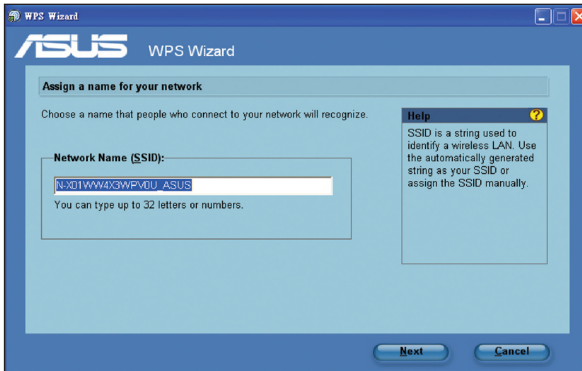 WPS Wizard
ASUS WPS Wizard
Assign a name for your network
Choose a name that people who connect to your network will recognize.
Network Name (SSID):
N-X01WW4X3WPV0U_ASUS
You can type up to 32 letters or numbers.
Help
SSID is a string used to
identify a wireless LAN. Use
the automatically generated
string as your SSID or
assign the SSID manually.
Next
Cancel